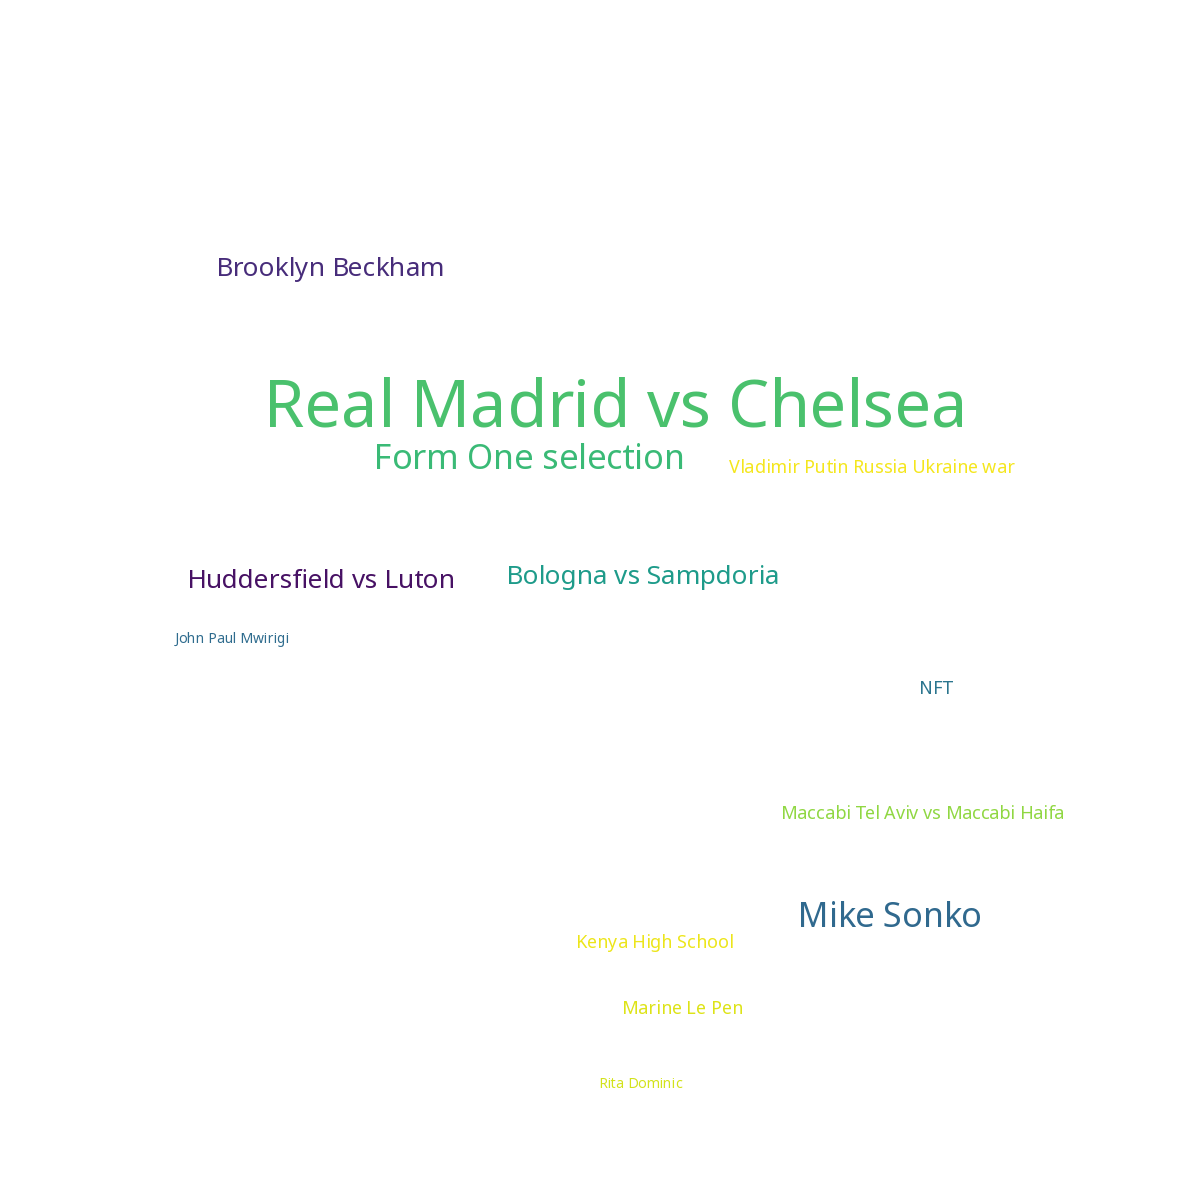 Brooklyn Beckham
Real Madrid vs Chelsea
Form One selection
Vladimir Putin Russia Ukraine war
Huddersfield vs Luton
Bologna vs Sampdoria
John Paul Mwirigi
NFT
Maccabi Tel Aviv vs Maccabi Haifa
Mike Sonko
Kenya High School
Marine Le Pen
Rita Dominic